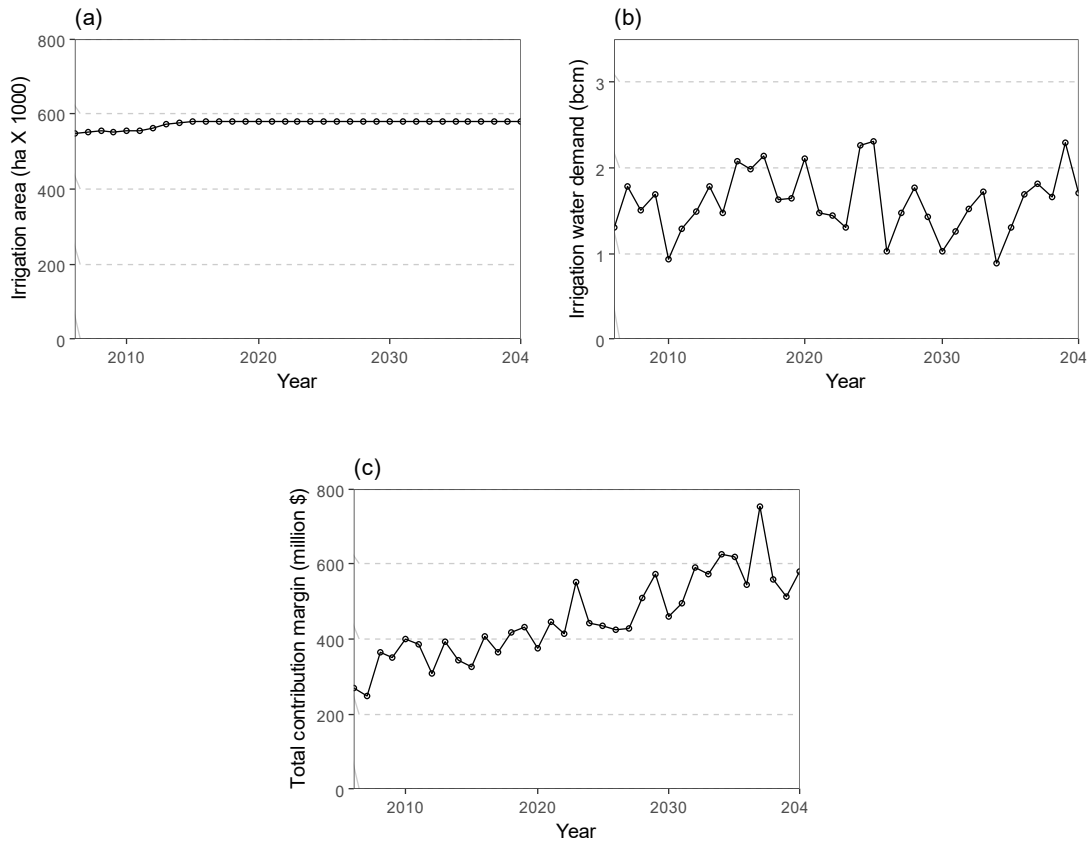 (a)
800
600
400
200
0
Irrigation area (ha X 1000)
2010
2020
2030
204
Year
(b)
3
2
1
0
Irrigation water demand (bcm)
2010
2020
2030
204
Year
(c)
800
600
400
200
0
Total contribution margin (million $)
2010
2020
2030
204
Year